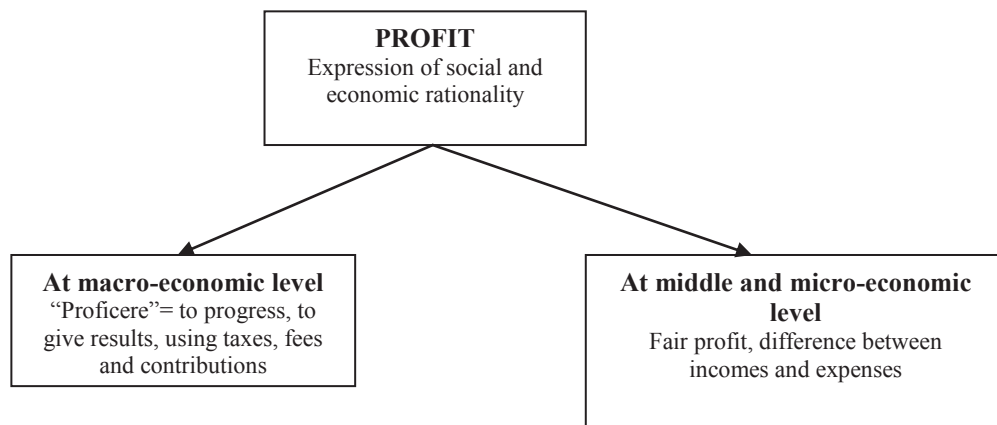 PROFIT
Expression of social and
economic rationality
At macro-economic level
“Proficere”= to progress, to
give results, using taxes, fees
and contributions
At middle and micro-economic
level
Fair profit, difference between
incomes and expenses